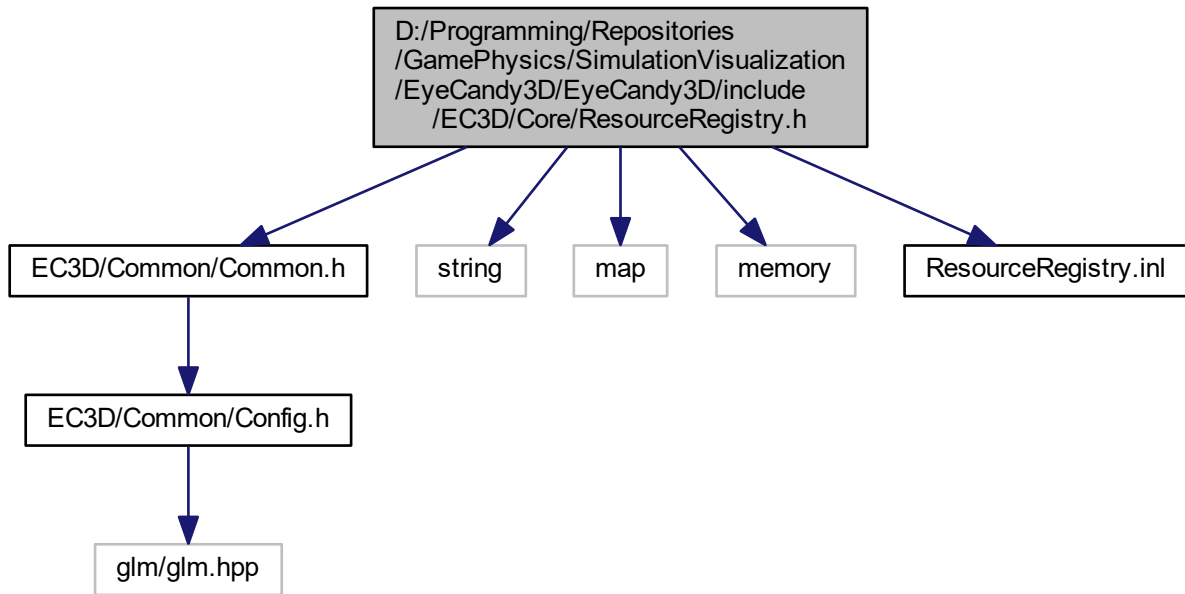 D:/Programming/Repositories
/GamePhysics/SimulationVisualization
/EyeCandy3D/EyeCandy3D/include
/EC3D/Core/ResourceRegistry.h
EC3D/Common/Common.h
string
map
memory
ResourceRegistry.inl
EC3D/Common/Config.h
glm/glm.hpp